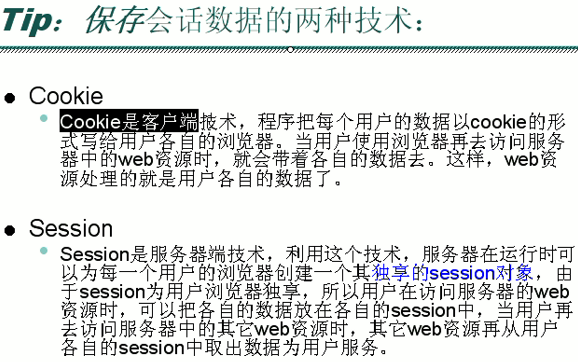 Tip：保存会话数据的两种技术：
Cookie
Cookie是客户端技术，程序把每个用户的数据以cookie的形
式写给用户各自的浏览器。当用户使用浏览器再去访问服务
器中的web资源时，就会带着各自的数据去。这样，web资
源处理的就是用户各自的数据了。
Session
Session是服务器端技术，利用这个技术，服务器在运行时可
以为每一个用户的浏览器创建一个其独享的session对象，由
于session为用户浏览器独享，所以用户在访问服务器的web
资源时，可以把各自的数据放在各自的session中，当用户再
去访问服务器中的其它web资源时，其它web资源再从用户
各自的session中取出数据为用户服务。